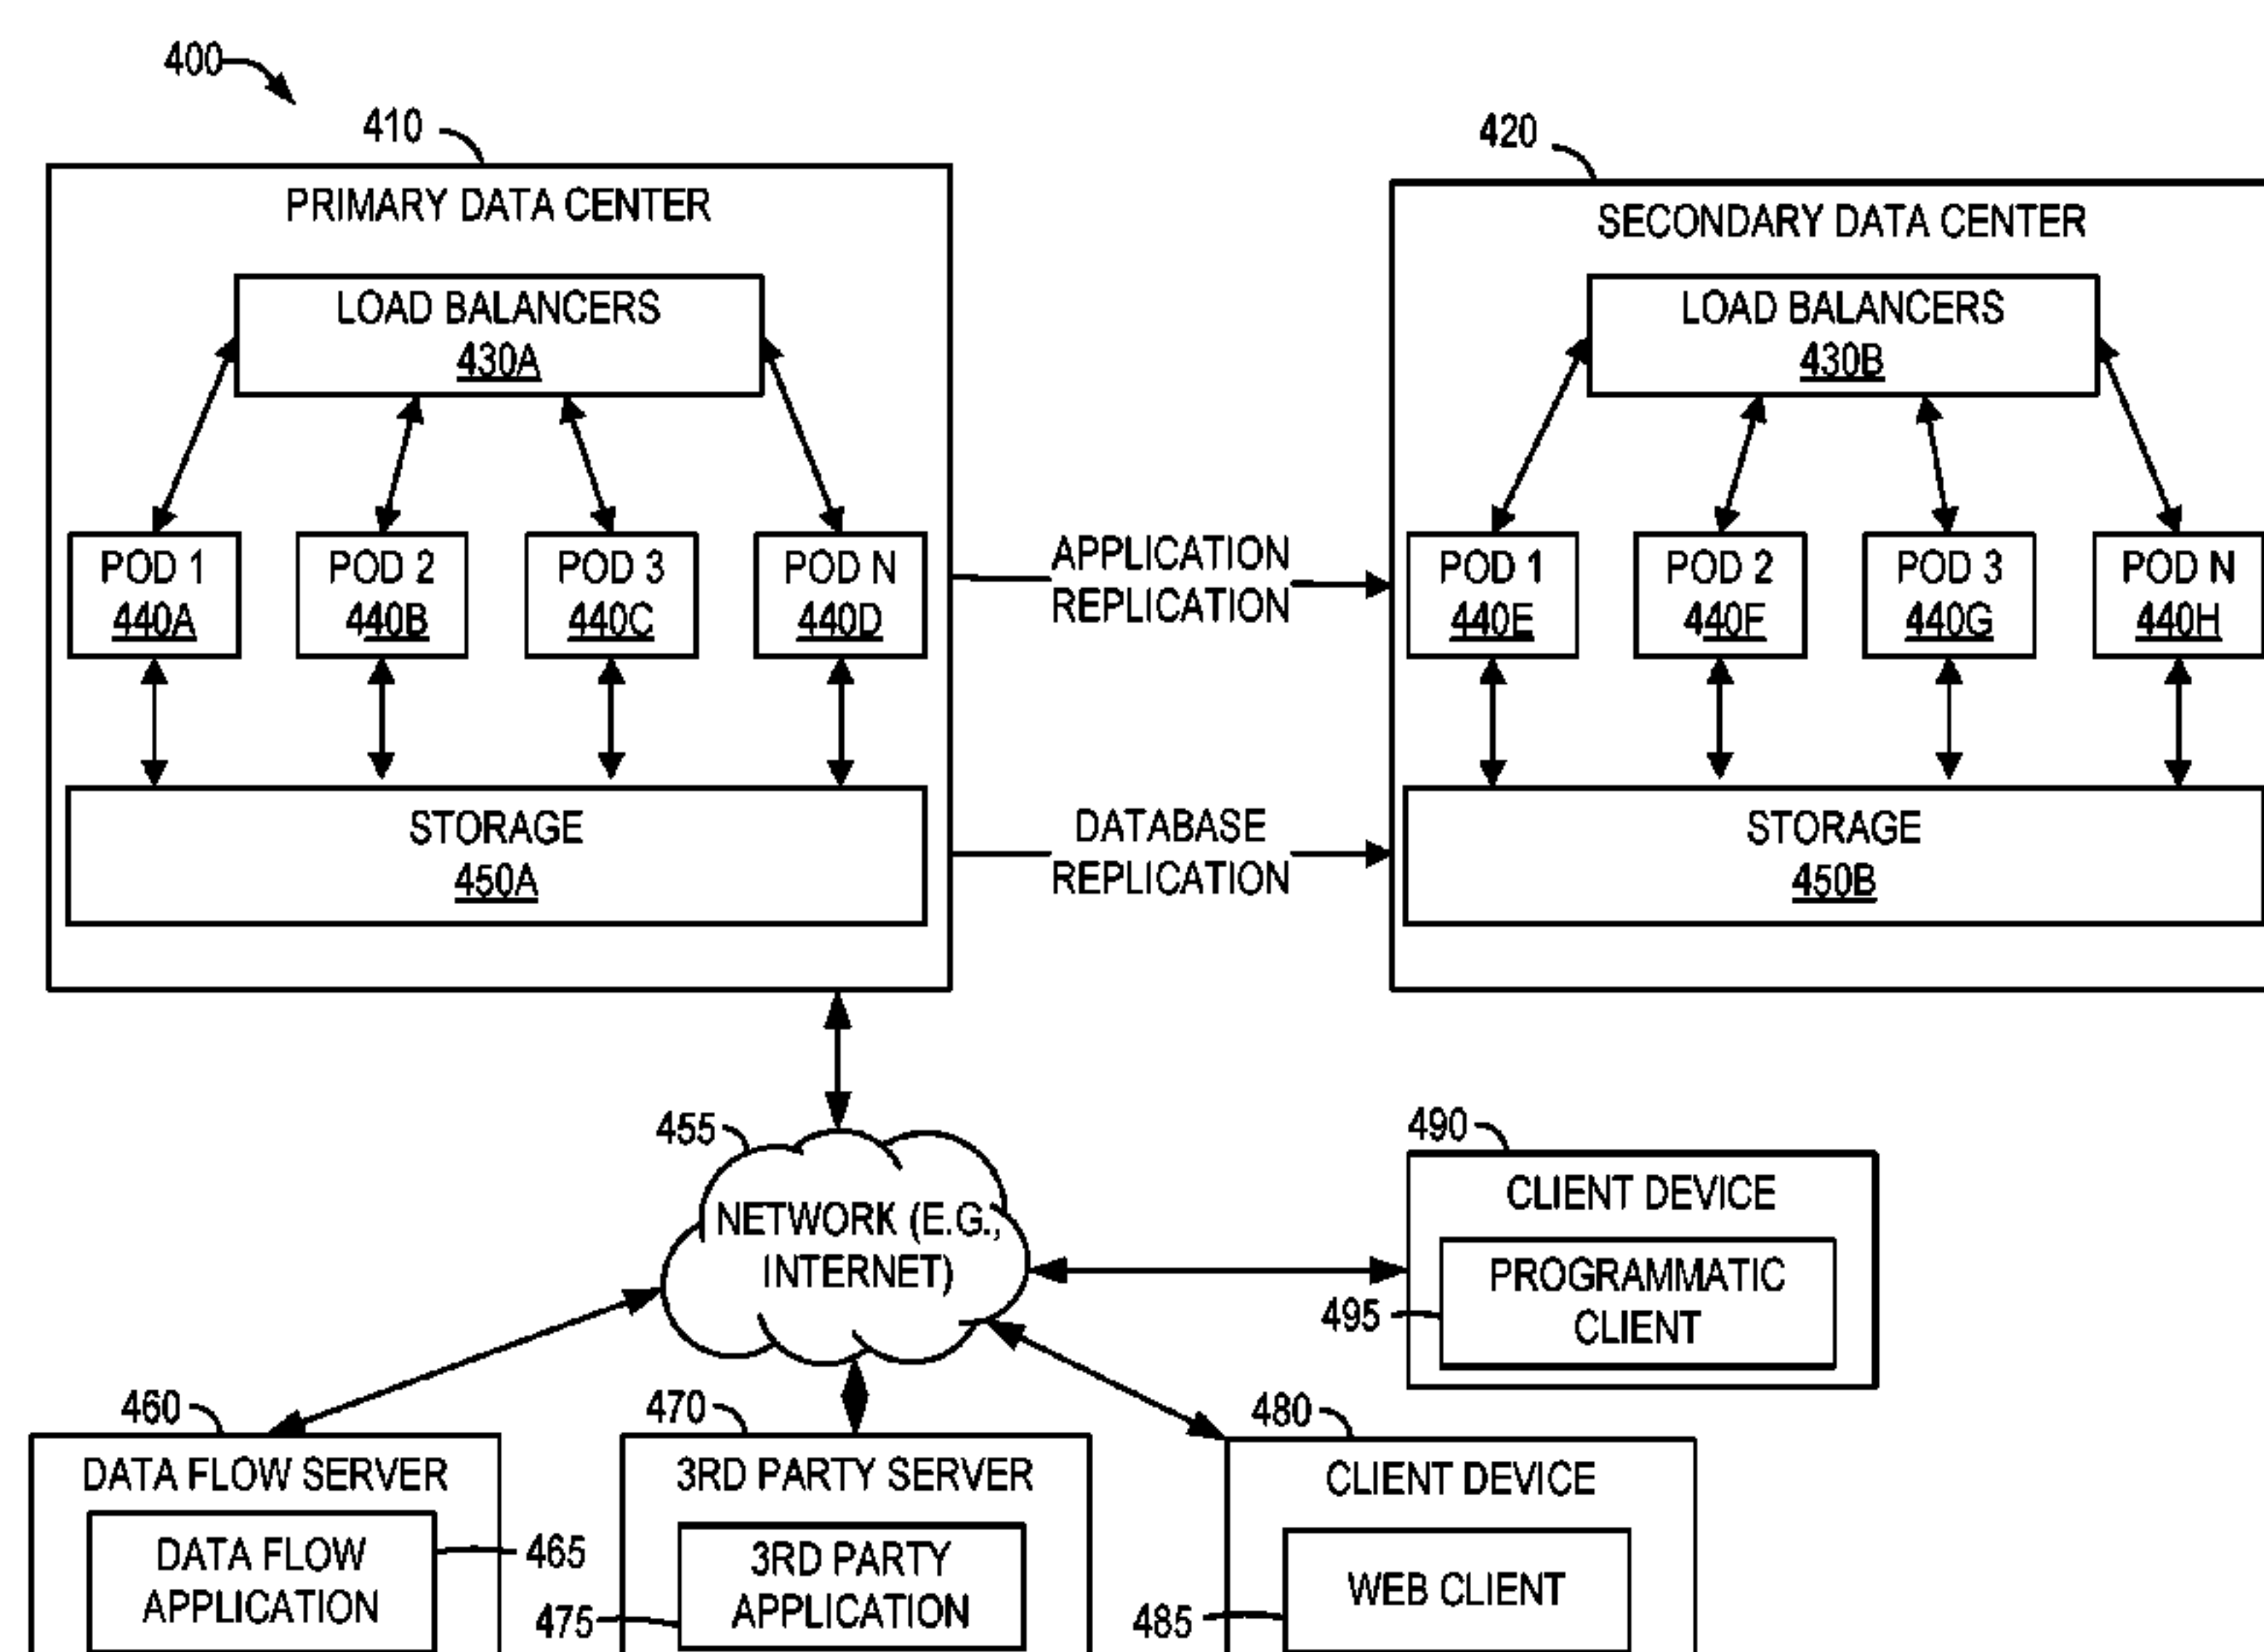 400
410
420
PRIMARY DATA CENTER
SECONDARY DATA CENTER
LOAD BALANCERS
430A
LOAD BALANCERS
430B
POD 1
440A
POD 2
440B
POD 3
440C
POD N
440D
APPLICATION
REPLICATION
POD 1
440E
POD 2
440F
POD 3
440G
POD N
440H
STORAGE
450A
DATABASE
REPLICATION
STORAGE
450B
455
NETWORK (E.G.,
INTERNET)
490
CLIENT DEVICE
PROGRAMMATIC
CLIENT
495
460
DATA FLOW SERVER
DATA FLOW
APPLICATION
465
470
3RD PARTY SERVER
3RD PARTY
APPLICATION
475
480
CLIENT DEVICE
WEB CLIENT
485